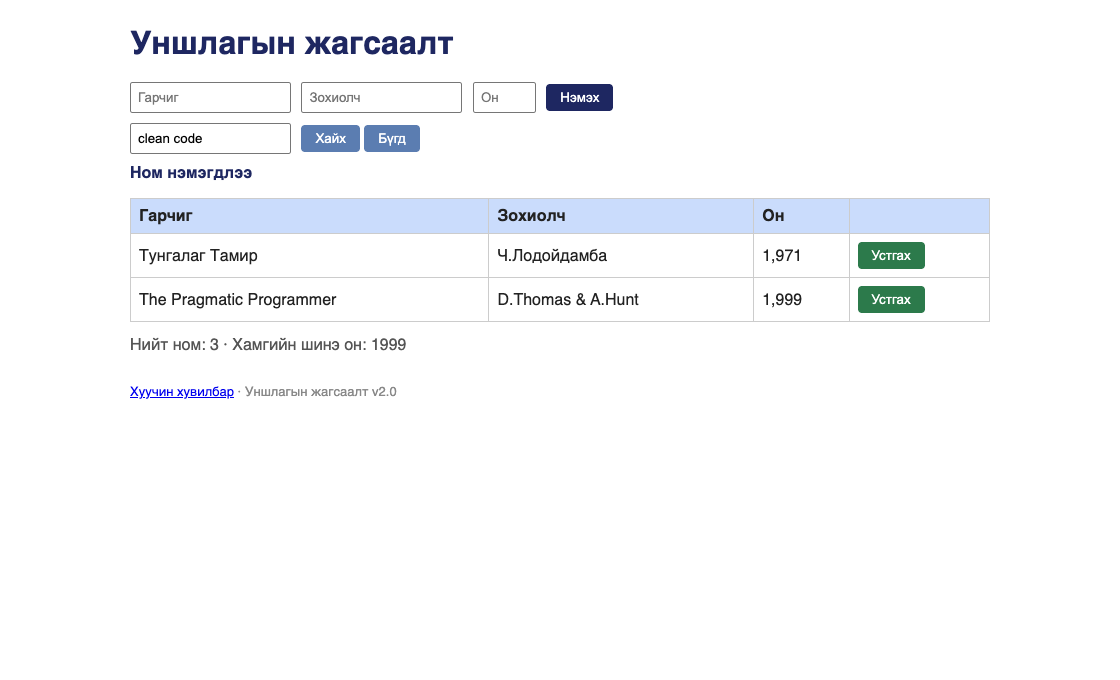 Уншлагын жагсаалт
Гарчиг Зохиолч Он Нэмэх
clean code Хайх Бүгд
Ном нэмэгдлээ
Гарчиг Зохиолч Он
Тунгалаг Тамир Ч.Лодойдамба 1,971 Устгах
The Pragmatic Programmer D.Thomas & A.Hunt 1,999 Устгах
Нийт ном: 3 · Хамгийн шинэ он: 1999
Хуучин хувилбар · Уншлагын жагсаалт v2.0